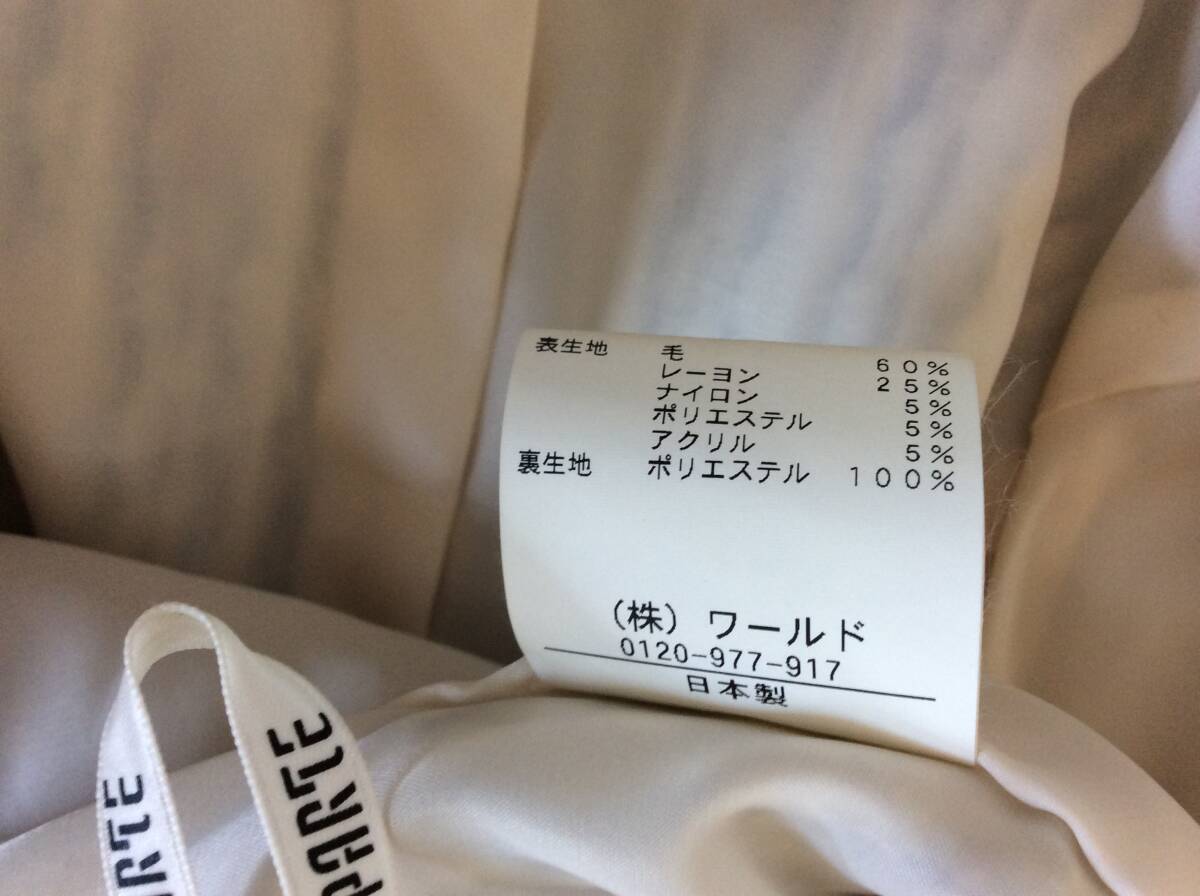 表生地 毛 60%
レーヨン 25%
ナイロン 5%
ポリエステル 5%
アクリル 5%
裏生地 ポリエステル 100%
(株) ワールド
0120-977-917
日本製